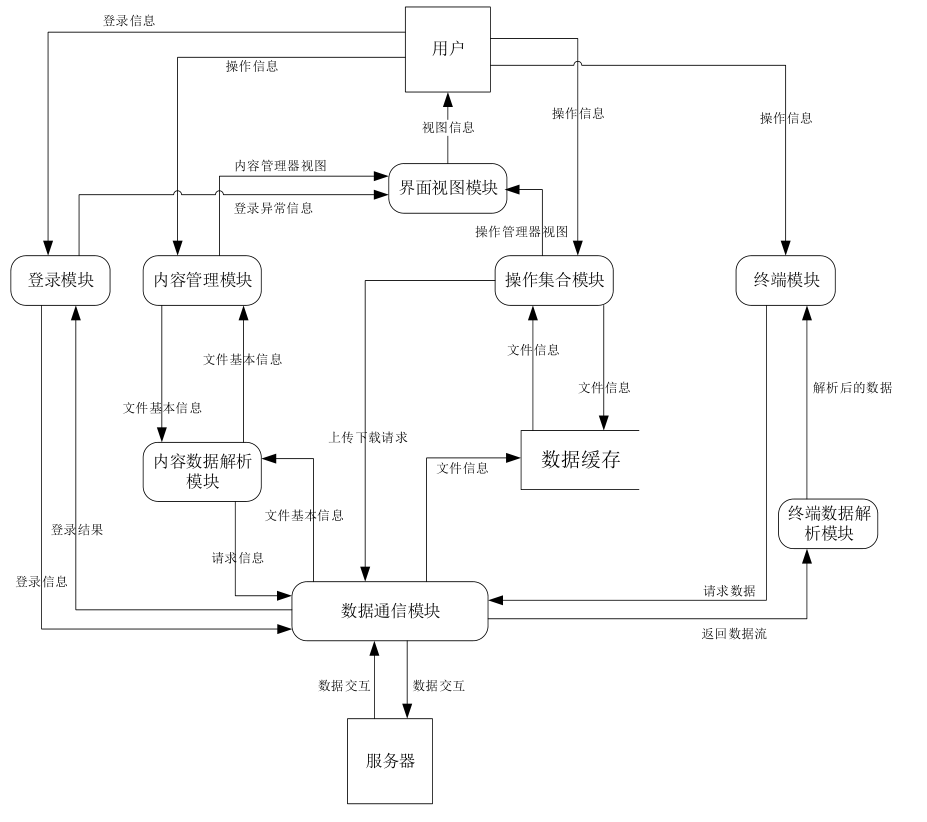 登录信息
用户
操作信息
操作信息
操作信息
视图信息
内容管理器视图
界面视图模块
登录异常信息
操作管理器视图
登录模块
内容管理模块
操作集合模块
终端模块
文件信息
文件基本信息
文件信息
解析后的数据
文件基本信息
上传下载请求
内容数据解析
模块
数据缓存
文件信息
文件基本信息
终端数据解
析模块
登录结果
请求信息
登录信息
请求数据
数据通信模块
返回数据流
数据交互
数据交互
服务器